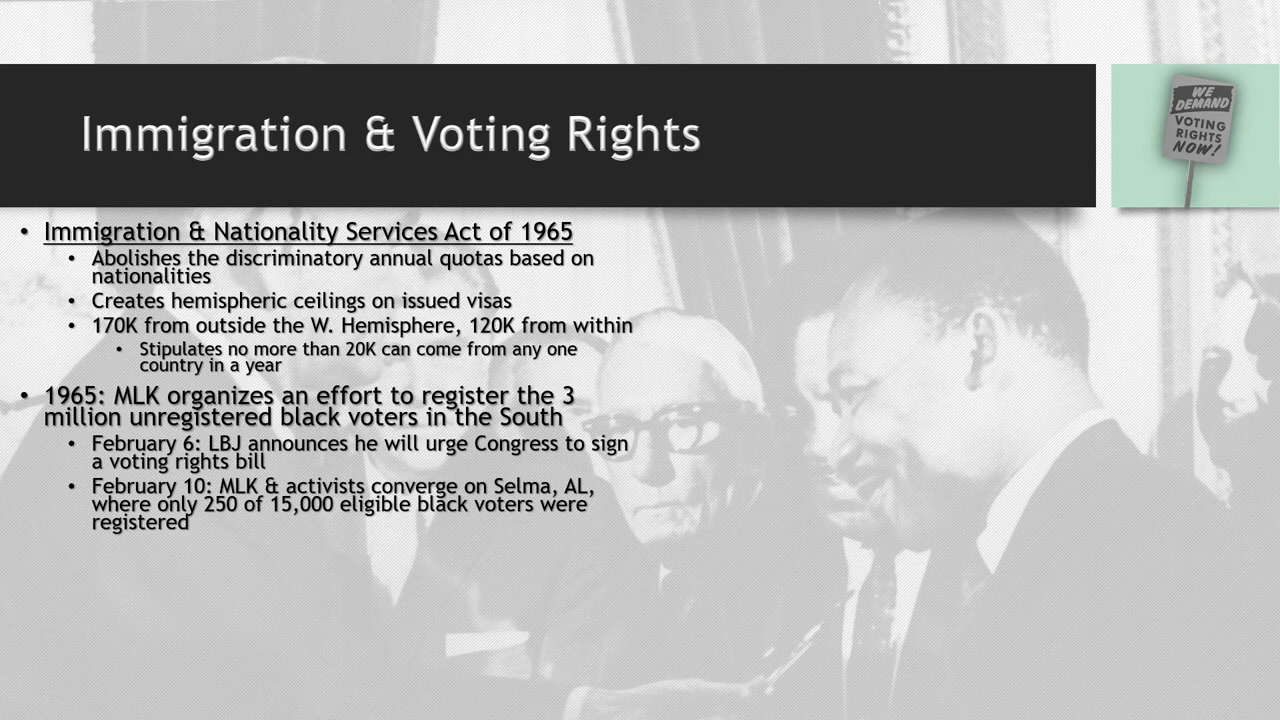 Immigration & Voting Rights
WE
DEMAND
VOTING
RIGHTS
NOW!
• Immigration & Nationality Services Act of 1965
• Abolishes the discriminatory annual quotas based on
nationalities
• Creates hemispheric ceilings on issued visas
• 170K from outside the W. Hemisphere, 120K from within
• Stipulates no more than 20K can come from any one
country in a year
• 1965: MLK organizes an effort to register the 3
million unregistered black voters in the South
• February 6: LBJ announces he will urge Congress to sign
a voting rights bill
• February 10: MLK & activists converge on Selma, AL,
where only 250 of 15,000 eligible black voters were
registered